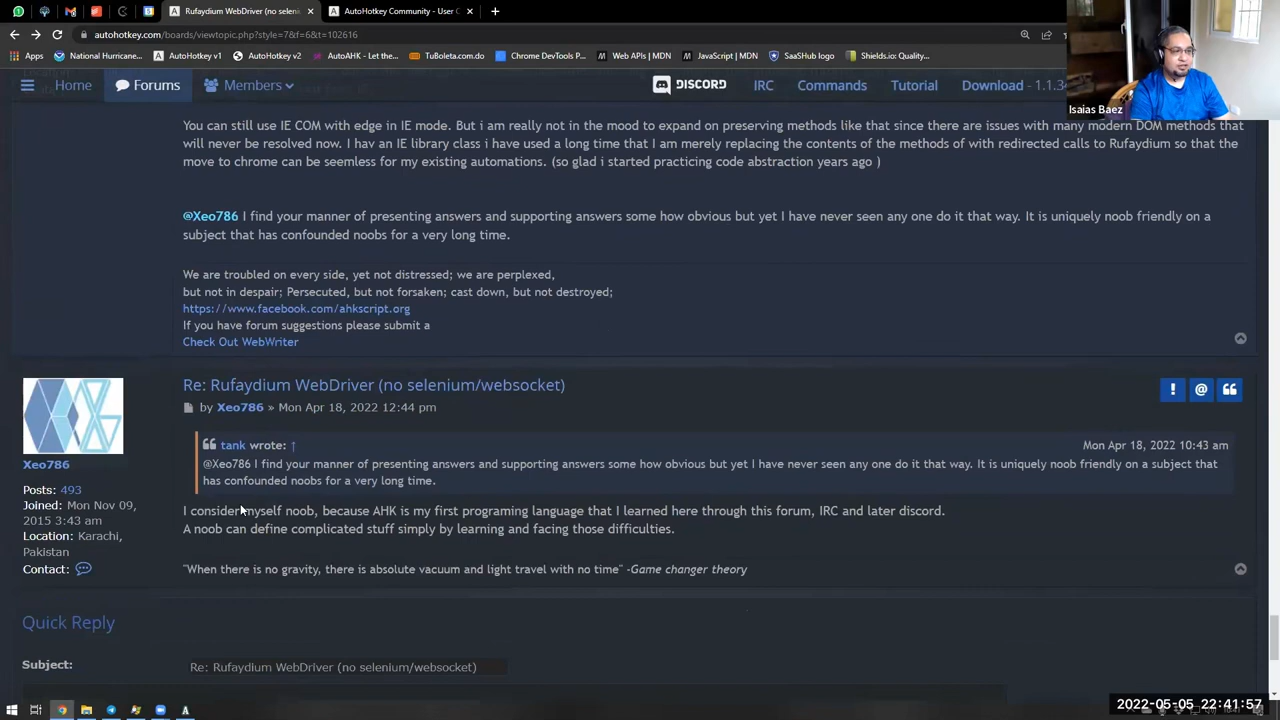 Rufaydium WebDriver (no seleni
AutoHotkey Community - User C
autohotkey.com/boards/viewtopic.php?style=7&f=6&t=102616
Apps
National Hurricane...
AutoHotkey v1
AutoHotkey v2
AutoAHK - Let the...
TuBoleta.com.do/...
Chrome DevTools P...
Web APIs | MDN
JavaScript | MDN
SaaSHub logo
Shields.io: Quality...
Isaias Baez
Home
Forums
Members
DISCORD
IRC
Commands
Tutorial
Download - 1.1.3
You can still use IE COM with edge in IE mode. But i am really not in the mood to expand on preserving methods like that since there are issues with many modern DOM methods that
will never be resolved now. I hav an IE library class i have used a long time that I am merely replacing the contents of the methods of with redirected calls to Rufaydium so that the
move to chrome can be seemless for my existing automations. (so glad i started practicing code abstraction years ago )
@Xeo786 I find your manner of presenting answers and supporting answers some how obvious but yet I have never seen any one do it that way. It is uniquely noob friendly on a
subject that has confounded noobs for a very long time.
We are troubled on every side, yet not distressed; we are perplexed,
but not in despair; Persecuted, but not forsaken; cast down, but not destroyed;
https://www.facebook.com/ahkscript.org
If you have forum suggestions please submit a
Check Out WebWriter
Re: Rufaydium WebDriver (no selenium/websocket)
by Xeo786 » Mon Apr 18, 2022 12:44 pm
tank wrote: ↑
Mon Apr 18, 2022 10:43 am
@Xeo786 I find your manner of presenting answers and supporting answers some how obvious but yet I have never seen any one do it that way. It is uniquely noob friendly on a subject that
has confounded noobs for a very long time.
Xeo786
Posts: 493
Joined: Mon Nov 09,
2015 3:43 am
Location: Karachi,
Pakistan
Contact:
I consider myself noob, because AHK is my first programing language that I learned here through this forum, IRC and later discord.
A noob can define complicated stuff simply by learning and facing those difficulties.
"When there is no gravity, there is absolute vacuum and light travel with no time" -Game changer theory
Quick Reply
Subject:
Re: Rufaydium WebDriver (no selenium/websocket)
2022-05-05 22:41:57